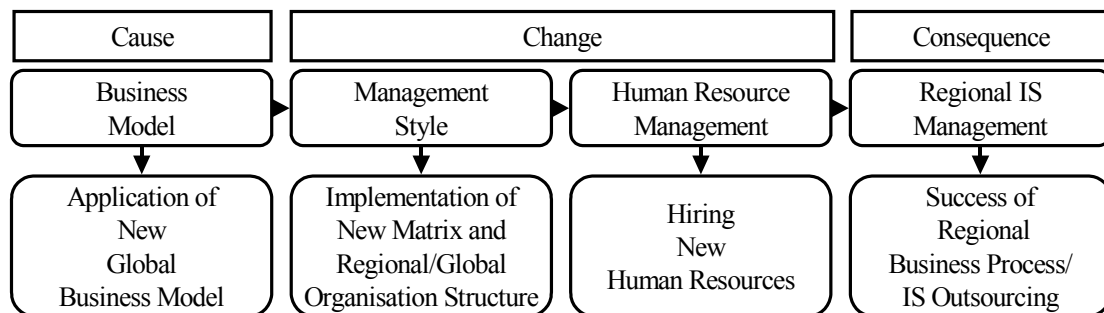 Cause
Change
Consequence
Business
Model
Management
Style
Human Resource
Management
Regional IS
Management
Application of
New
Global
Business Model
Implementation of
New Matrix and
Regional/Global
Organisation Structure
Hiring
New
Human Resources
Success of
Regional
Business Process/
IS Outsourcing